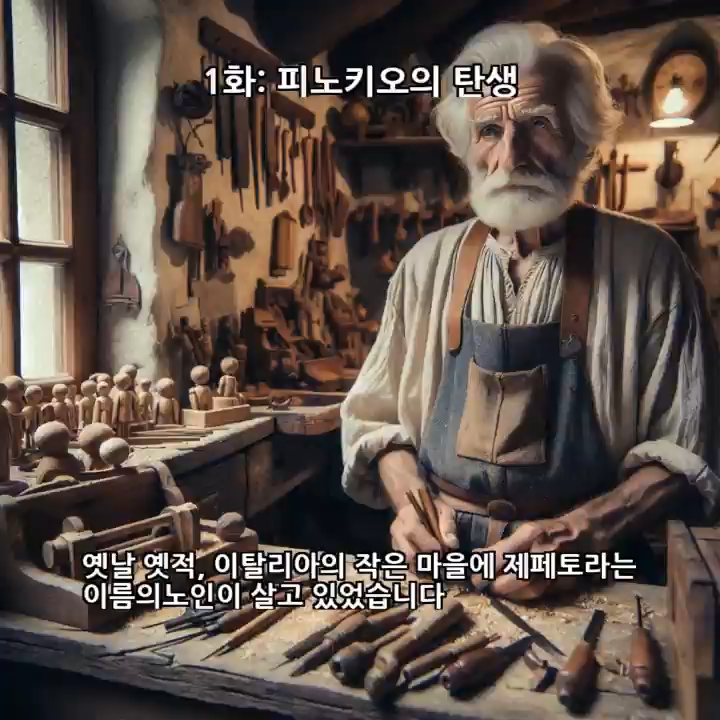 1화: 피노키오의 탄생
옛날 옛적, 이탈리아의 작은 마을에 제페토라는
이름의노인이 살고 있었습니다